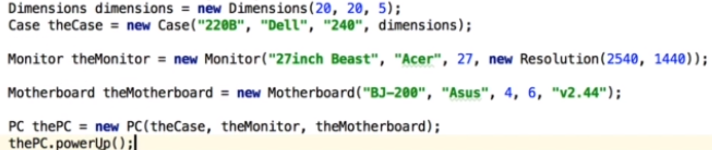 Dimensions dimensions = new Dimensions(20, 20, 5);
Case theCase = new Case("220B", "Dell", "240", dimensions);
Monitor theMonitor = new Monitor("27inch Beast", "Acer", 27, new Resolution(2540, 1440));
Motherboard theMotherboard = new Motherboard("BJ-200", "Asus", 4, 6, "v2.44");
PC thePC = new PC(theCase, theMonitor, theMotherboard);
thePC.powerUp();